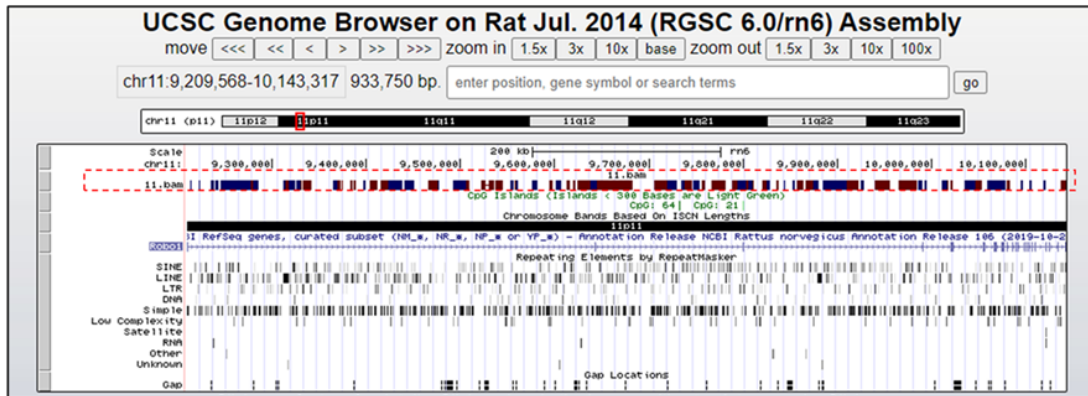 UCSC Genome Browser on Rat Jul. 2014 (RGSC 6.0/rn6) Assembly
move <<< << < > >> >>> zoom in 1.5x 3x 10x base zoom out 1.5x 3x 10x 100x
chr11:9,209,568-10,143,317 933,750 bp. enter position, gene symbol or search terms go
chr11 (p11) 11p12 11p11 11q11 11q12 11q21 11q22 11q23
Scale 200 kb rn6
chr11: 9,300,000 9,400,000 9,500,000 9,600,000 9,700,000 9,800,000 9,900,000 10,000,000 10,100,000
11.bam
11.bam
CpG Islands (Islands < 300 Bases are Light Green)
CpG: 64 CpG: 21
Chromosome Bands Based On ISCN Lengths
11p11
BI RefSeq genes, curated subset (NM_*, NR_*, NP_* or YP_*) - Annotation Release NCBI Rattus norvegicus Annotation Release 106 (2019-10-2
Robo1
Repeating Elements by RepeatMasker
SINE
LINE
LTR
DNA
Simple
Low Complexity
Satellite
RNA
Other
Unknown
Gap Locations
Gap